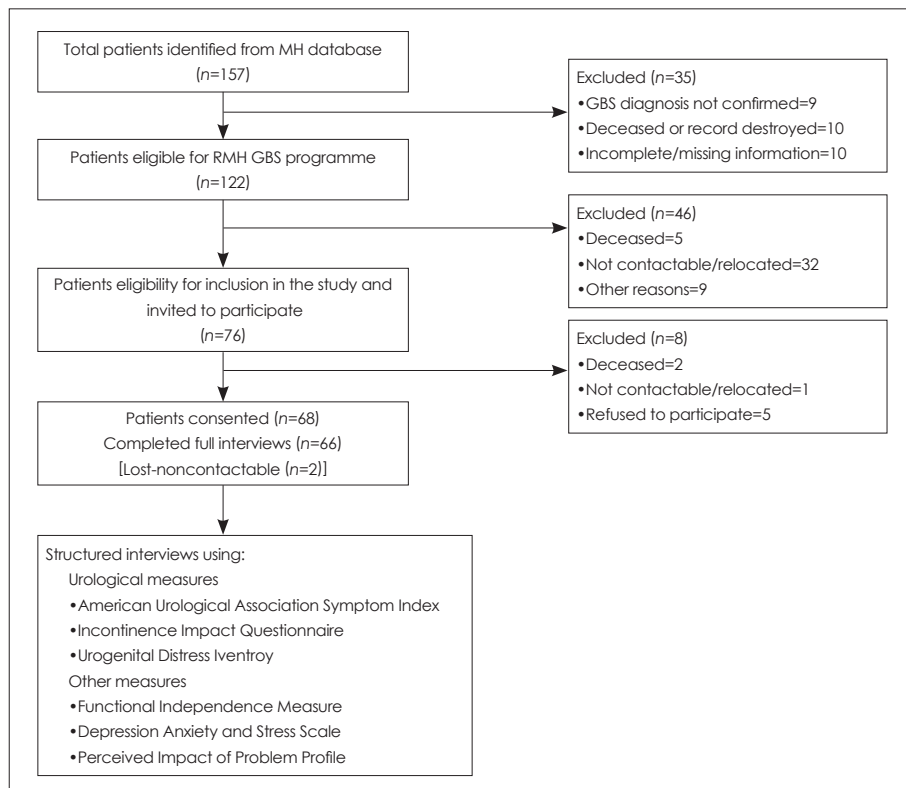 Total patients identified from MH database
(n=157)
Excluded (n=35)
•GBS diagnosis not confirmed=9
•Deceased or record destroyed=10
•Incomplete/missing information=10
Patients eligible for RMH GBS programme
(n=122)
Excluded (n=46)
•Deceased=5
•Not contactable/relocated=32
•Other reasons=9
Patients eligibility for inclusion in the study and
invited to participate
(n=76)
Excluded (n=8)
•Deceased=2
•Not contactable/relocated=1
•Refused to participate=5
Patients consented (n=68)
Completed full interviews (n=66)
[Lost-noncontactable (n=2)]
Structured interviews using:
Urological measures
•American Urological Association Symptom Index
•Incontinence Impact Questionnaire
•Urogenital Distress Iventroy
Other measures
•Functional Independence Measure
•Depression Anxiety and Stress Scale
•Perceived Impact of Problem Profile